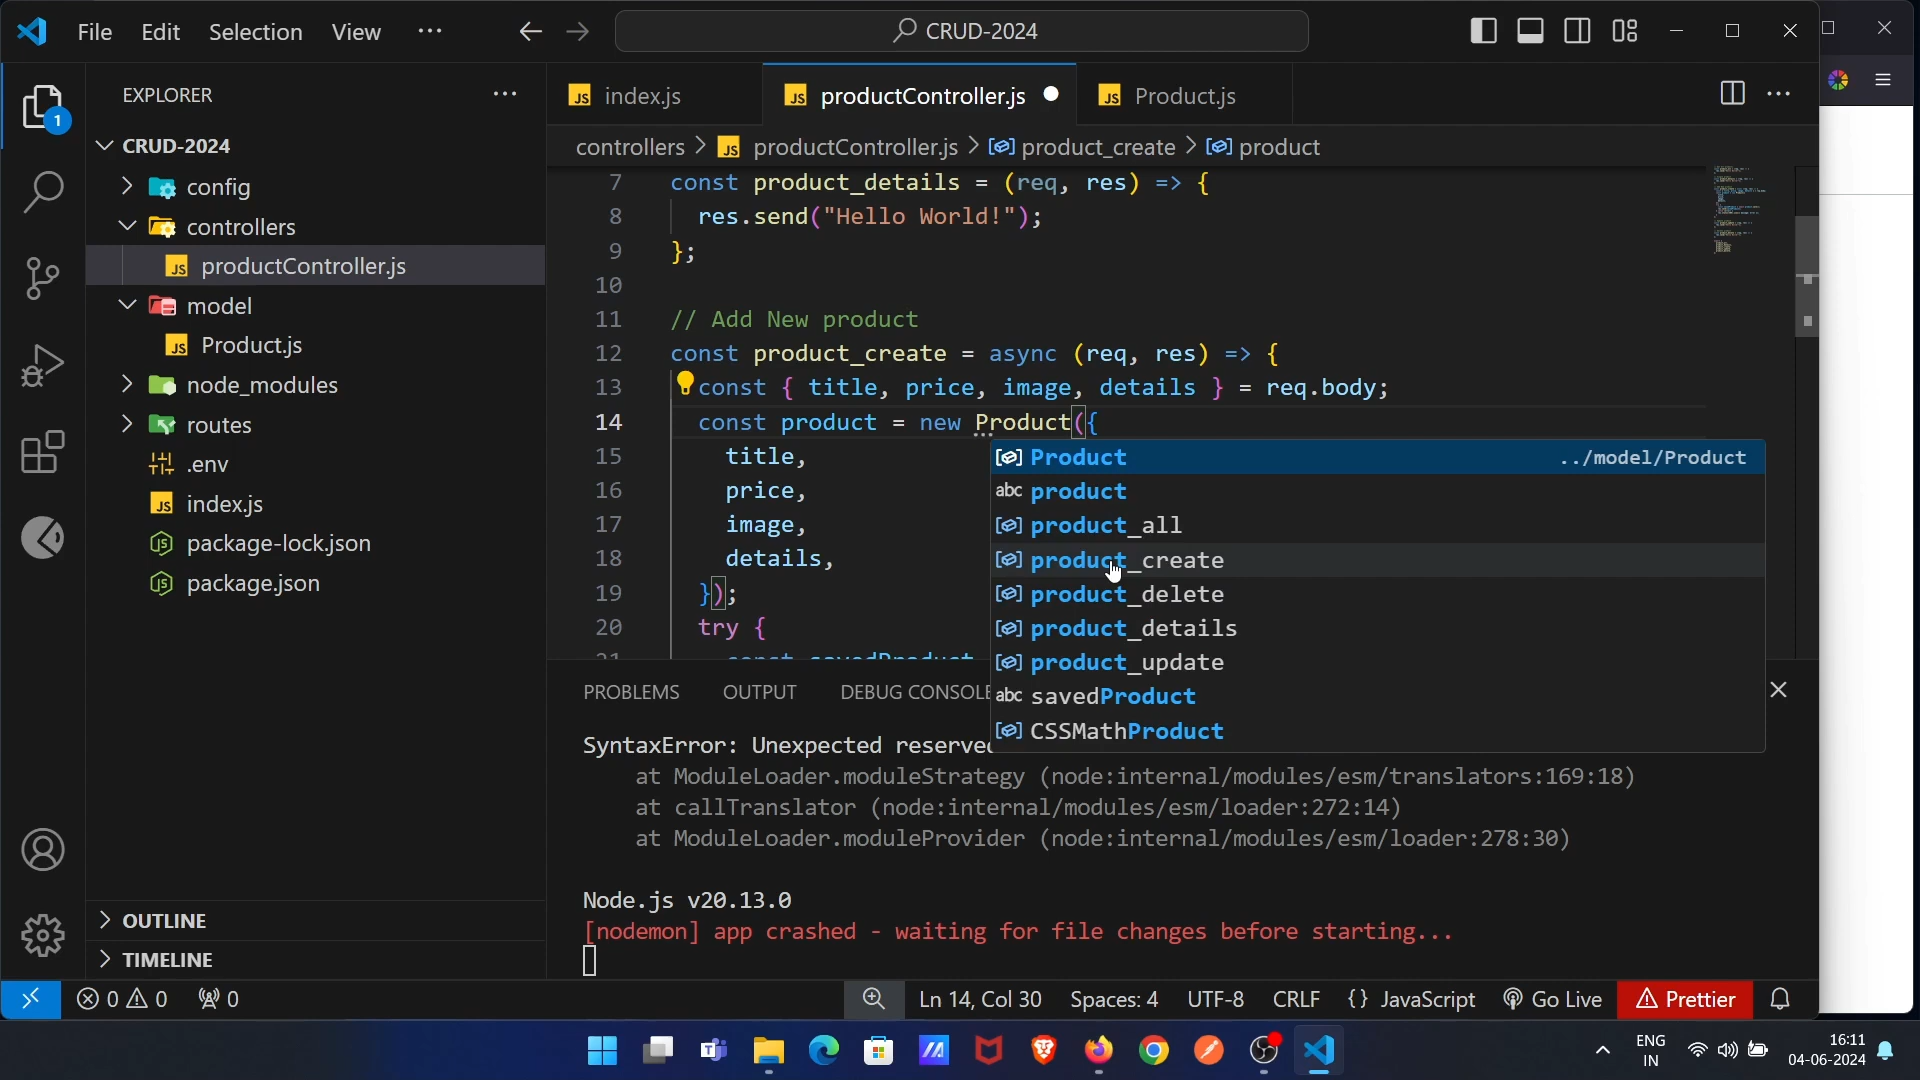 File Edit Selection View ··· CRUD-2024
EXPLORER
CRUD-2024
config
controllers
JS productController.js
model
JS Product.js
node_modules
routes
.env
JS index.js
package-lock.json
package.json
OUTLINE
TIMELINE
1
JS index.js JS productController.js JS Product.js
controllers > JS productController.js > product_create > product
7 const product_details = (req, res) => {
8 res.send("Hello World!");
9 };
10
11 // Add New product
12 const product_create = async (req, res) => {
13 const { title, price, image, details } = req.body;
14 const product = new Product({
15 title,
16 price,
17 image,
18 details,
19 });
20 try {
Product ../model/Product
abc product
product_all
product_create
product_delete
product_details
product_update
abc savedProduct
CSSMathProduct
PROBLEMS OUTPUT DEBUG CONSOLE
SyntaxError: Unexpected
at ModuleLoader.moduleStrategy (node:internal/modules/esm/translators:169:18)
at callTranslator (node:internal/modules/esm/loader:272:14)
at ModuleLoader.moduleProvider (node:internal/modules/esm/loader:278:30)
Node.js v20.13.0
[nodemon] app crashed - waiting for file changes before starting...
0 0 0 Ln 14, Col 30 Spaces: 4 UTF-8 CRLF {} JavaScript Go Live Prettier
ENG
IN
16:11
04-06-2024